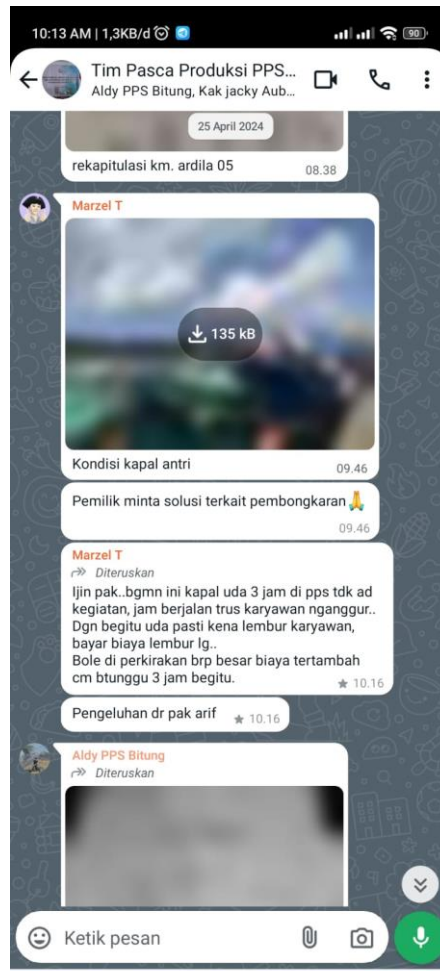 10:13 AM | 1,3KB/d
90
Tim Pasca Produksi PPS...
Aldy PPS Bitung, Kak jacky Aub...
25 April 2024
rekapitulasi km. ardila 05
08.38
Marzel T
135 kB
Kondisi kapal antri
09.46
Pemilik minta solusi terkait pembongkaran🙏
09.46
Marzel T
Diteruskan
Ijin pak..bgmn ini kapal uda 3 jam di pps tdk ad
kegiatan, jam berjalan trus karyawan nganggur..
Dgn begitu uda pasti kena lembur karyawan,
bayar biaya lembur lg..
Bole di perkirakan brp besar biaya tertambah
cm btunggu 3 jam begitu.
★ 10.16
Pengeluhan dr pak arif
★ 10.16
Aldy PPS Bitung
Diteruskan
Ketik pesan